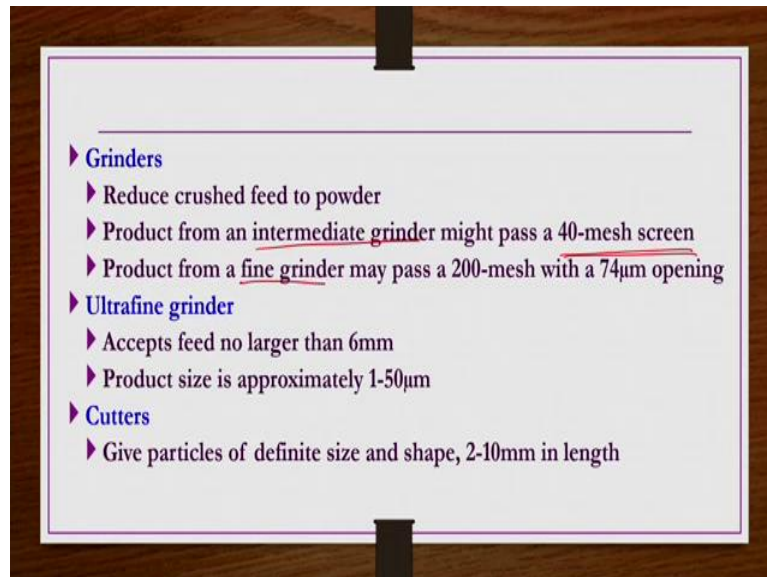 Grinders
Reduce crushed feed to powder
Product from an intermediate grinder might pass a 40-mesh screen
Product from a fine grinder may pass a 200-mesh with a 74µm opening
Ultrafine grinder
Accepts feed no larger than 6mm
Product size is approximately 1-50µm
Cutters
Give particles of definite size and shape, 2-10mm in length